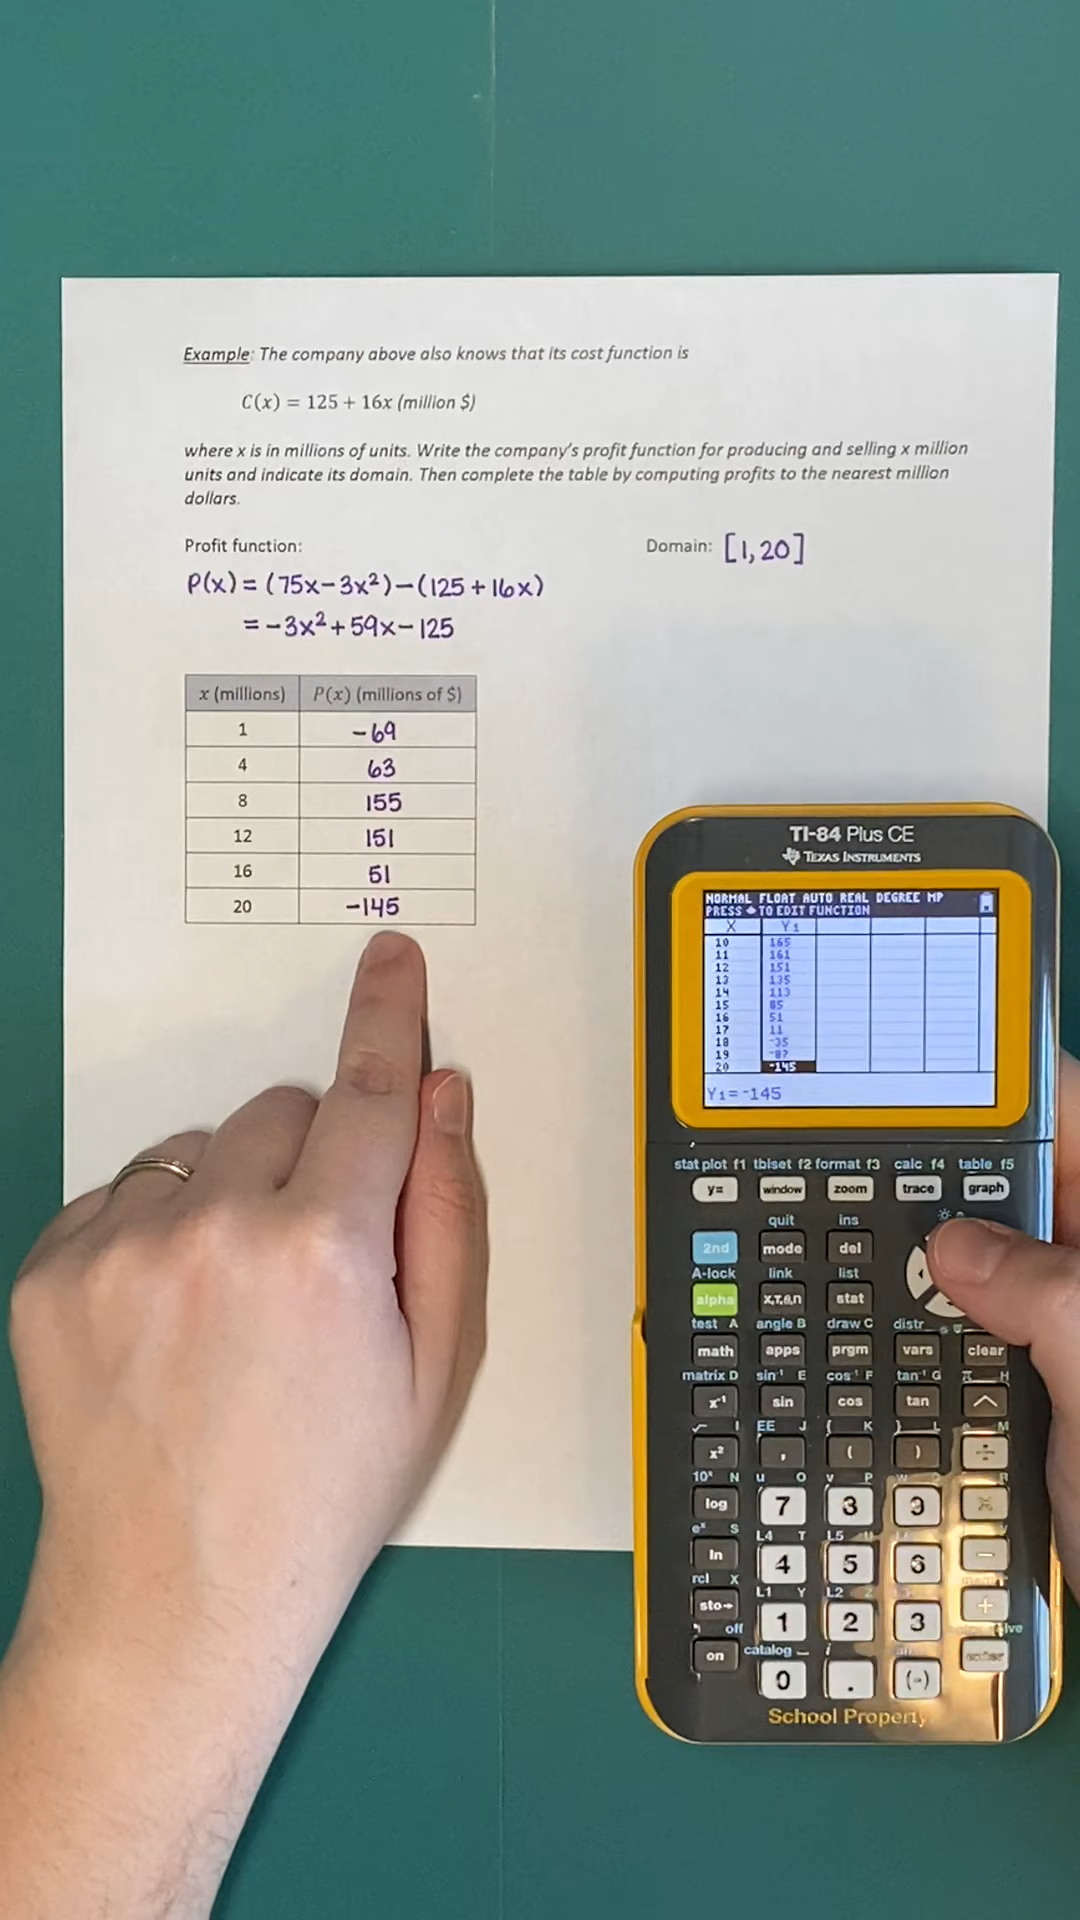 Example: The company above also knows that its cost function is
C(x) = 125 + 16x (million $)
where x is in millions of units. Write the company's profit function for producing and selling x million
units and indicate its domain. Then complete the table by computing profits to the nearest million
dollars.
Profit function:
Domain: [1,20]
P(x) = (75x-3x²)-(125+16x)
= -3x²+59x-125
x (millions) P(x) (millions of $)
1 -69
4 63
8 155
12 151
16 51
20 -145
TI-84 Plus CE
TEXAS INSTRUMENTS
NORMAL FLOAT AUTO REAL DEGREE MP
PRESS + TO EDIT FUNCTION
X Y1
10 165
11 161
12 151
13 135
14 113
15 85
16 51
17 11
18 -35
19 -87
20 -145
Y1=-145
stat plot f1 tblset f2 format f3 calc f4 table f5
y= window zoom trace graph
quit ins
2nd mode del
A-lock link list
alpha X,T,θ,n stat
test A angle B draw C distr
math apps prgm vars clear
matrix D sin⁻¹ E cos⁻¹ F tan⁻¹ G π H
x⁻¹ sin cos tan ^
√ I EE J { K } L e M
x² , ( ) ÷
10ˣ N u O v P w R
log 7 8 9 ×
eˣ S L4 T L5 U
ln 4 5 6 −
rcl X L1 Y L2 Z
sto→ 1 2 3 +
off catalog i
on 0 . (-) enter
School Property